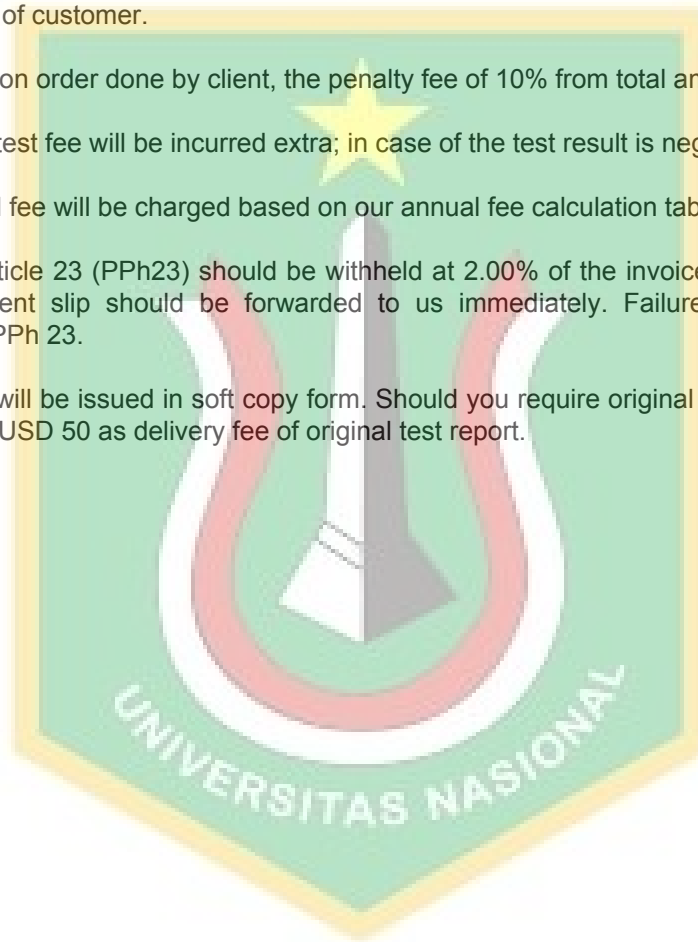 of customer.
on order done by client, the penalty fee of 10% from total an
test fee will be incurred extra; in case of the test result is neg
l fee will be charged based on our annual fee calculation tab
ticle 23 (PPh23) should be withheld at 2.00% of the invoice
ent slip should be forwarded to us immediately. Failure
PPh 23.
will be issued in soft copy form. Should you require original
USD 50 as delivery fee of original test report.
UNIVERSITAS NASIONAL